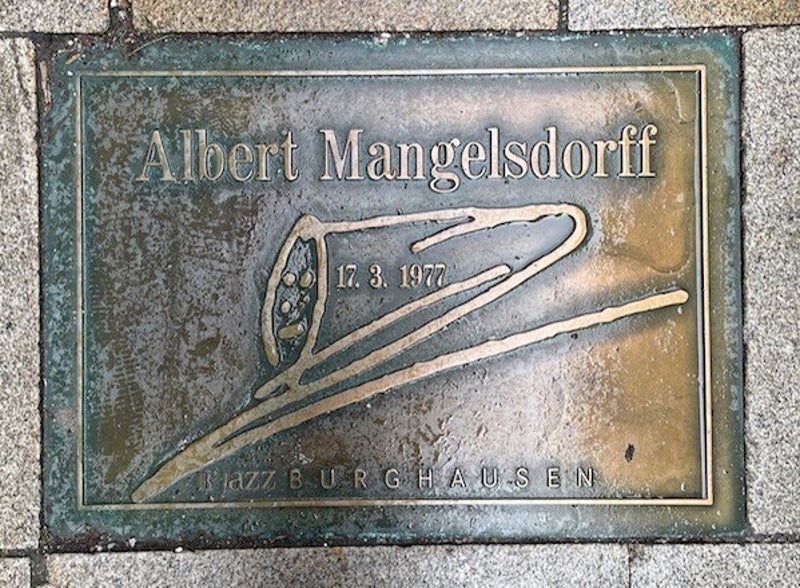 Albert Mangelsdorff
17. 3. 1977
jazz BURGHAUSEN